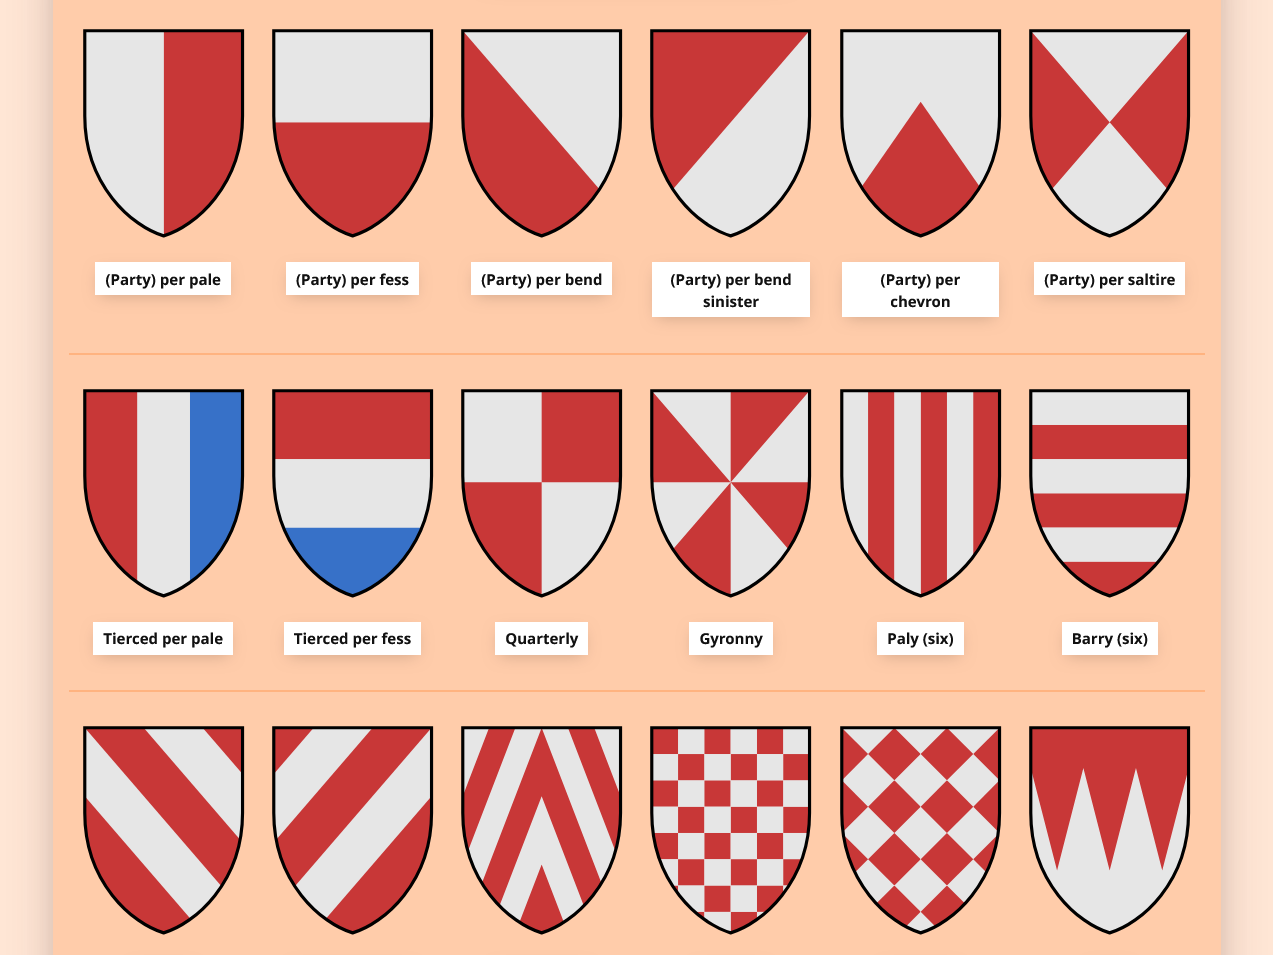 (Party) per pale
(Party) per fess
(Party) per bend
(Party) per bend
sinister
(Party) per
chevron
(Party) per saltire
Tierced per pale
Tierced per fess
Quarterly
Gyronny
Paly (six)
Barry (six)